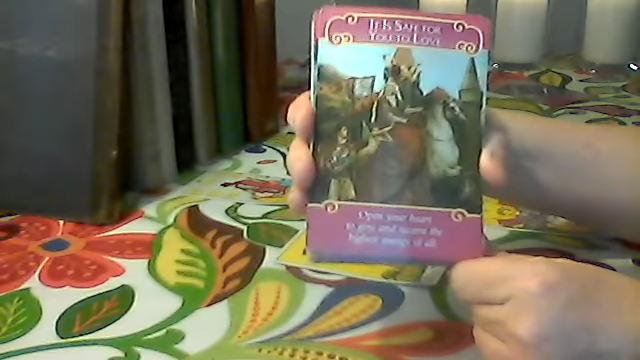 It Is Safe for
You to Love
Open your heart
to give and receive the
highest energy of all.